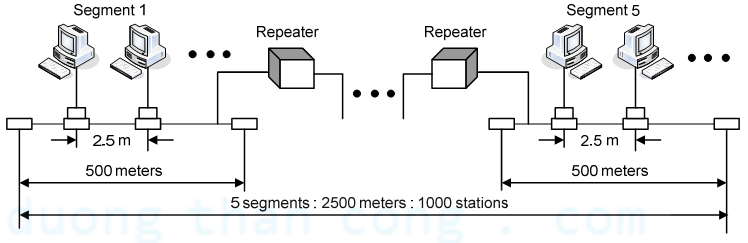 Segment 1
Segment 5
Repeater
Repeater
2.5 m
2.5 m
500 meters
500 meters
5 segments : 2500 meters : 1000 stations
duong than cong . com